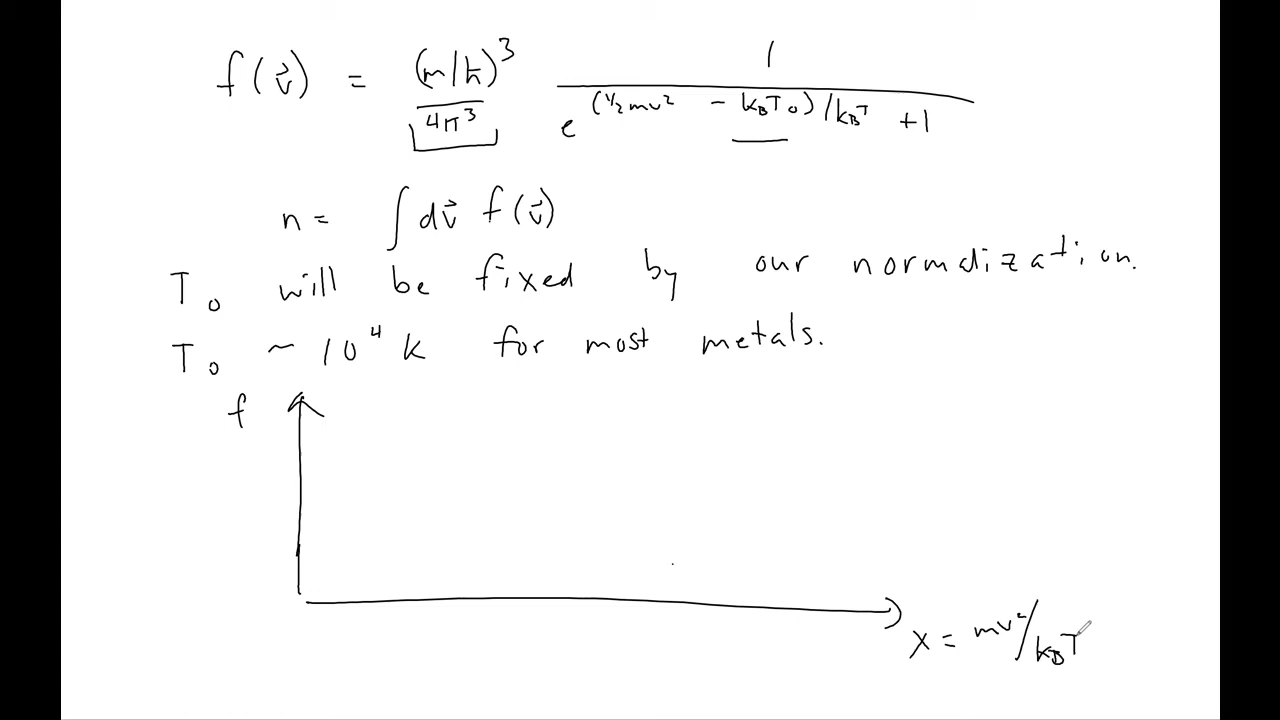 f(v⃗) = (m/ħ)³/4π³ 1/(e^((½mv² - k_BT₀)/k_BT) + 1)
n = ∫ dv⃗ f(v⃗)
T₀ will be fixed by our normalization.
T₀ ~ 10⁴ K for most metals.
f
x = mv²/k_BT